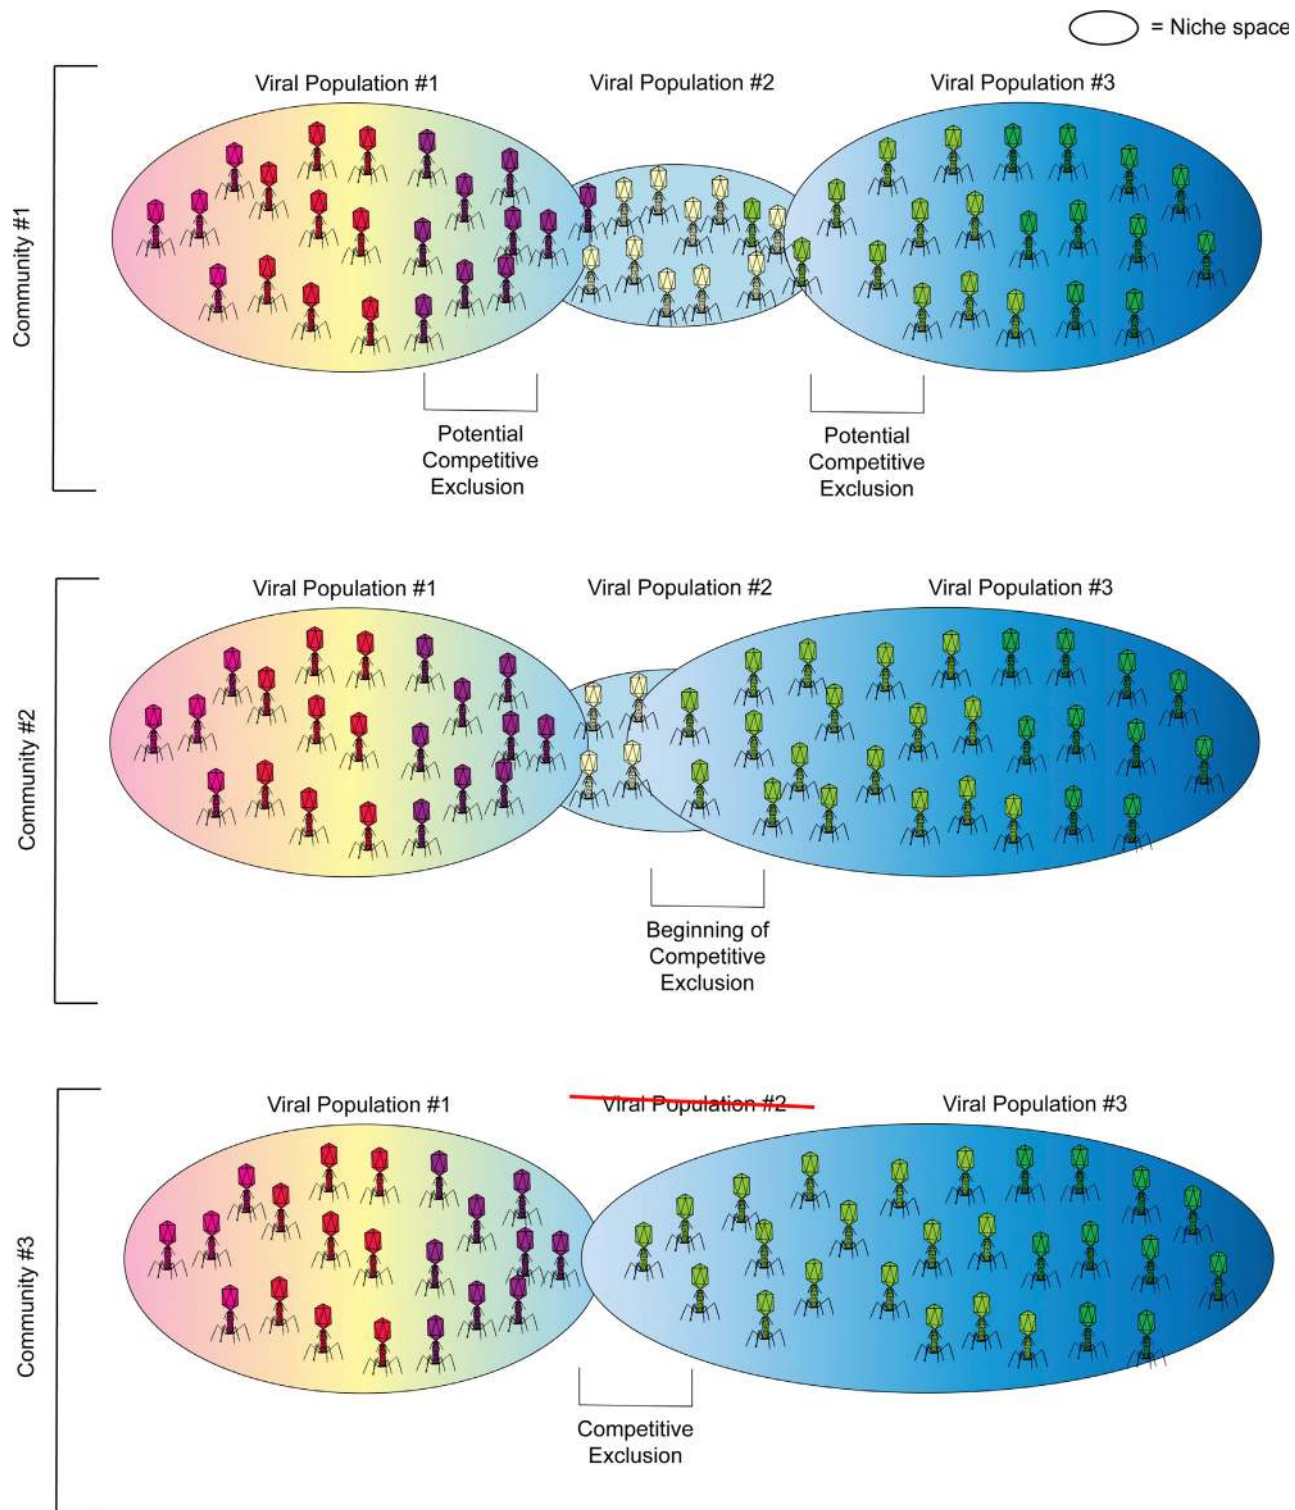 = Niche space
Viral Population #1
Viral Population #2
Viral Population #3
Community #1
Potential
Competitive
Exclusion
Potential
Competitive
Exclusion
Viral Population #1
Viral Population #2
Viral Population #3
Community #2
Beginning of
Competitive
Exclusion
Viral Population #1
Viral Population #2
Viral Population #3
Community #3
Competitive
Exclusion